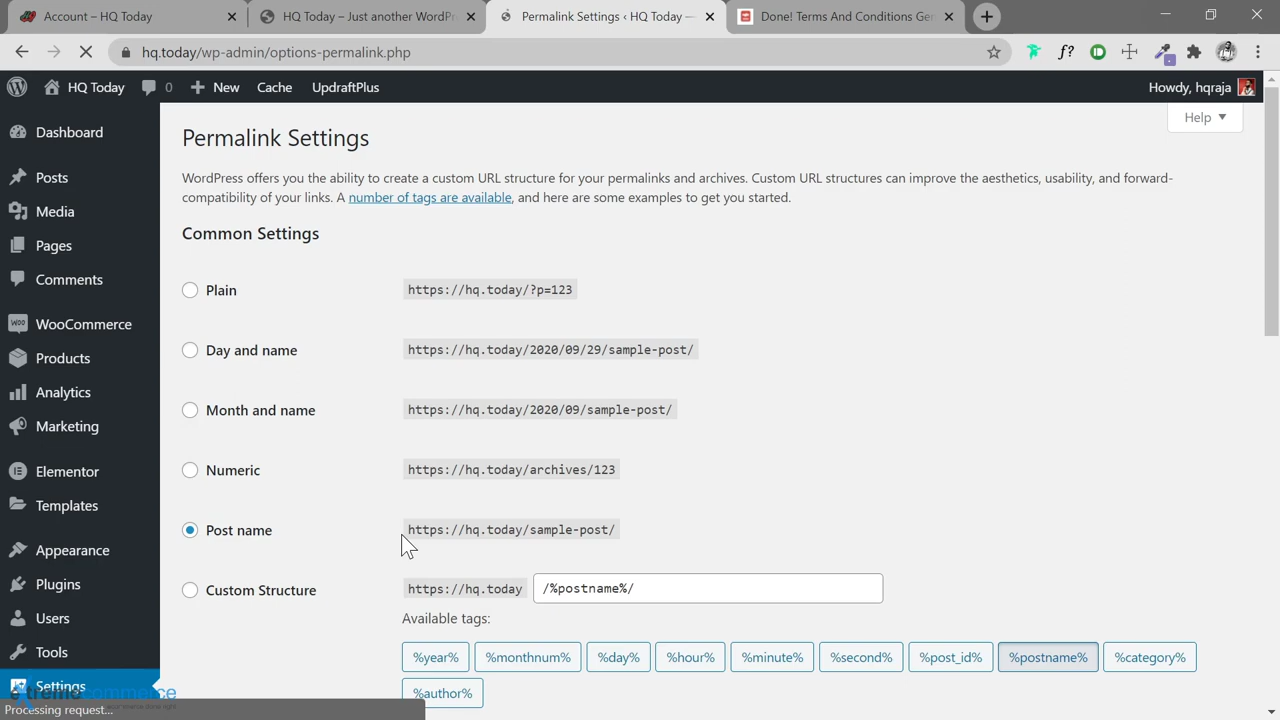 Account – HQ Today
HQ Today – Just another WordPr
Permalink Settings ‹ HQ Today —
Done! Terms And Conditions Ge
hq.today/wp-admin/options-permalink.php
f?
HQ Today
0
New
Cache
UpdraftPlus
Howdy, hqraja
Help
Dashboard
Posts
Media
Pages
Comments
WooCommerce
Products
Analytics
Marketing
Elementor
Templates
Appearance
Plugins
Users
Tools
Settings
Permalink Settings
WordPress offers you the ability to create a custom URL structure for your permalinks and archives. Custom URL structures can improve the aesthetics, usability, and forward-
compatibility of your links. A number of tags are available, and here are some examples to get you started.
Common Settings
Plain
https://hq.today/?p=123
Day and name
https://hq.today/2020/09/29/sample-post/
Month and name
https://hq.today/2020/09/sample-post/
Numeric
https://hq.today/archives/123
Post name
https://hq.today/sample-post/
Custom Structure
https://hq.today
/%postname%/
Available tags:
%year%
%monthnum%
%day%
%hour%
%minute%
%second%
%post_id%
%postname%
%category%
%author%
extremecommerce
ecommerce done right
Processing request...